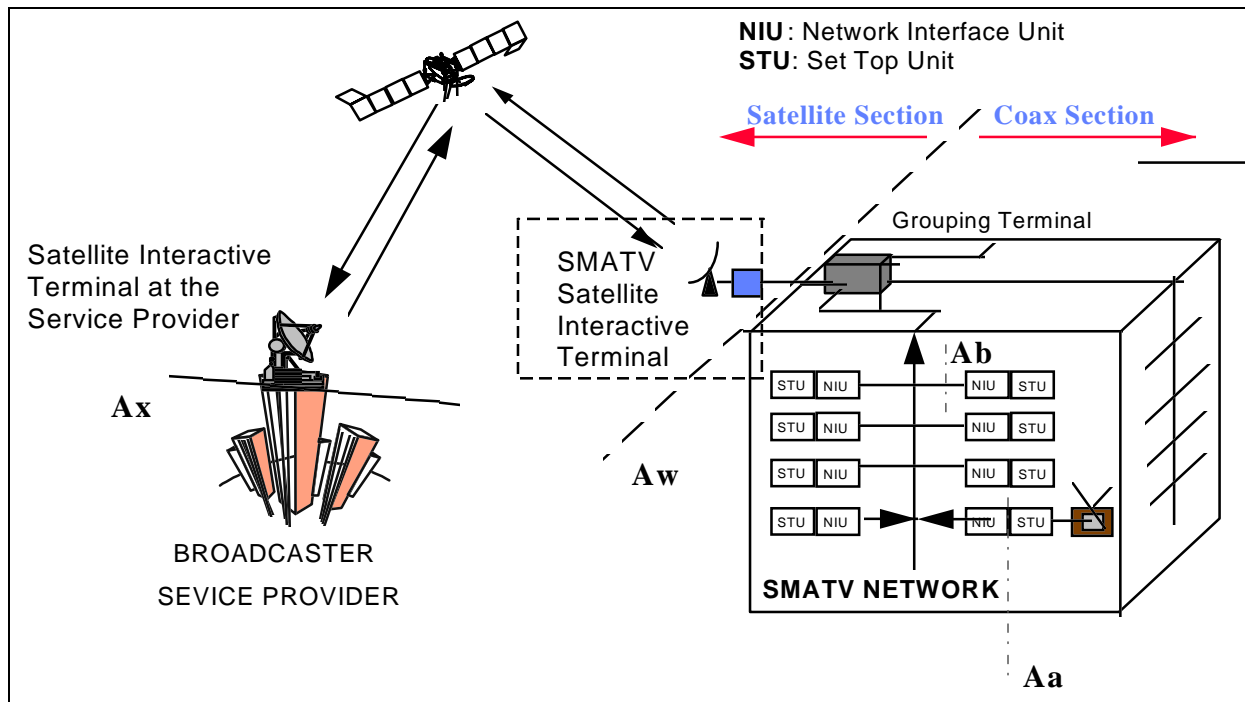 NIU: Network Interface Unit
STU: Set Top Unit
Satellite Section
Coax Section
Grouping Terminal
Satellite Interactive
Terminal at the
Service Provider
SMATV
Satellite
Interactive
Terminal
Ax
Aw
Ab
STU NIU NIU STU
STU NIU NIU STU
STU NIU NIU STU
STU NIU NIU STU
BROADCASTER
SEVICE PROVIDER
SMATV NETWORK
Aa